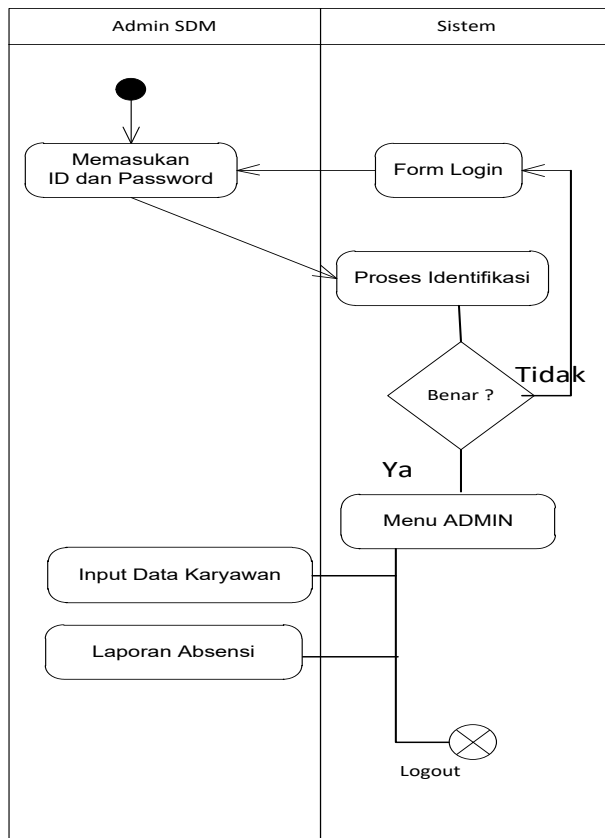 Admin SDM
Sistem
Memasukan
ID dan Password
Form Login
Proses Identifikasi
Benar ?
Tidak
Ya
Menu ADMIN
Input Data Karyawan
Laporan Absensi
Logout